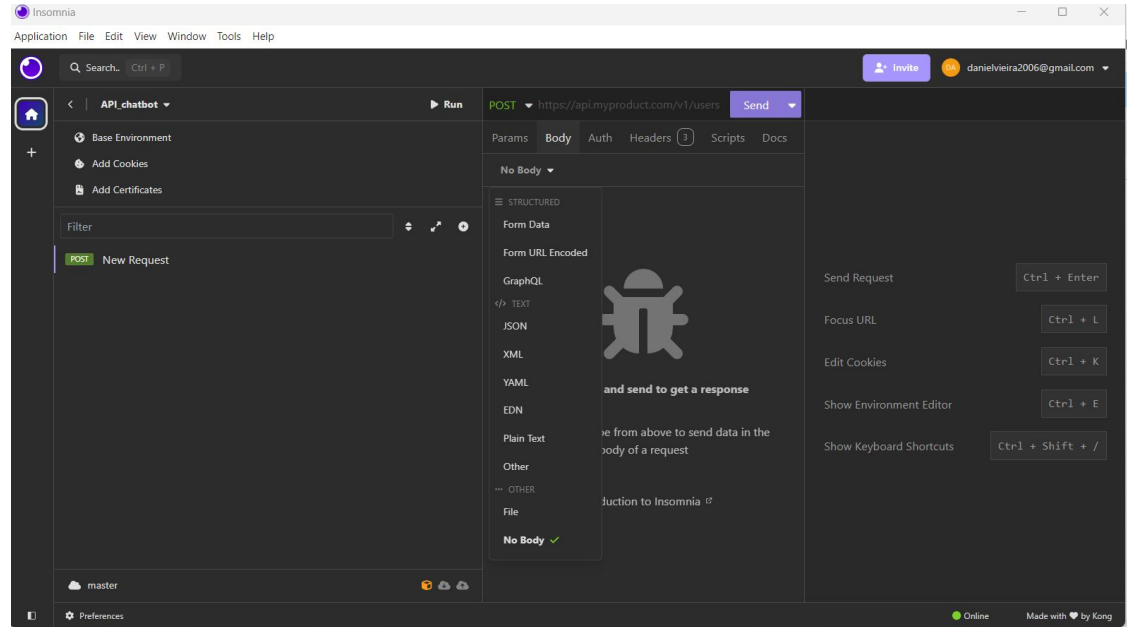 Insomnia
Application File Edit View Window Tools Help
Search.. Ctrl + P
Invite
DA
danielvieira2006@gmail.com
API_chatbot
Run
Base Environment
Add Cookies
Add Certificates
Filter
POST New Request
master
Preferences
POST https://api.myproduct.com/v1/users Send
Params Body Auth Headers 3 Scripts Docs
No Body
STRUCTURED
Form Data
Form URL Encoded
GraphQL
</> TEXT
JSON
XML
YAML
EDN
Plain Text
Other
... OTHER
File
No Body
and send to get a response
from above to send data in the
body of a request
to Insomnia
Send Request Ctrl + Enter
Focus URL Ctrl + L
Edit Cookies Ctrl + K
Show Environment Editor Ctrl + E
Show Keyboard Shortcuts Ctrl + Shift + /
Online
Made with ♥ by Kong